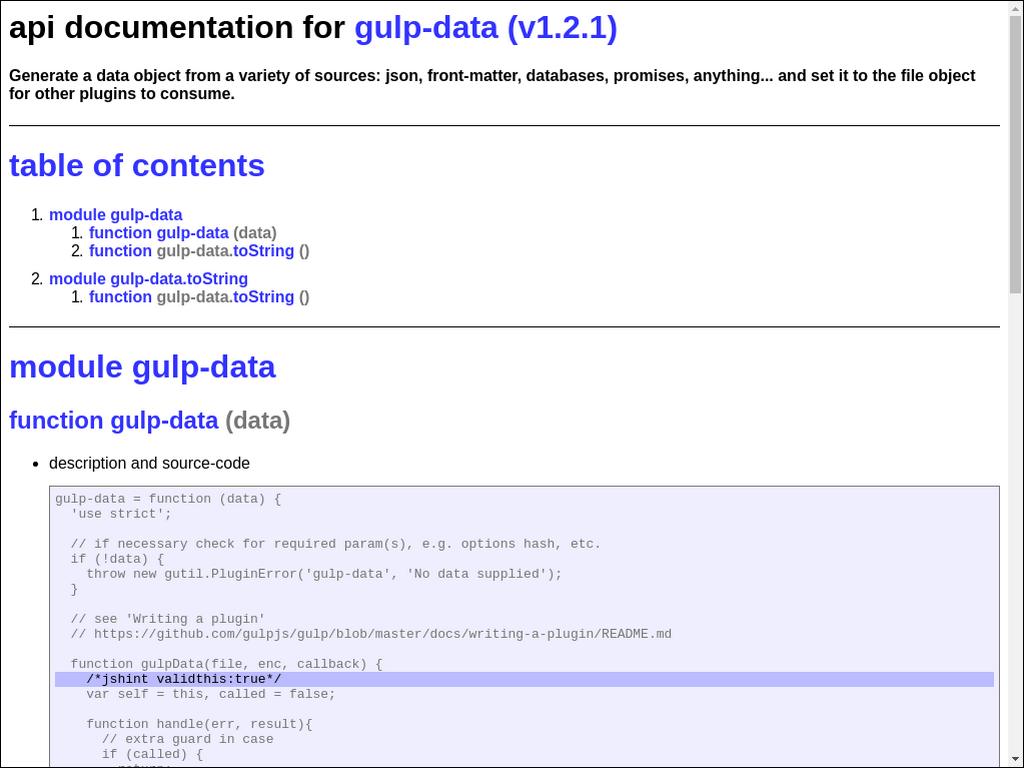 api documentation for gulp-data (v1.2.1)
Generate a data object from a variety of sources: json, front-matter, databases, promises, anything... and set it to the file object
for other plugins to consume.
table of contents
1. module gulp-data
1. function gulp-data (data)
2. function gulp-data.toString ()
2. module gulp-data.toString
1. function gulp-data.toString ()
module gulp-data
function gulp-data (data)
• description and source-code
gulp-data = function (data) {
  'use strict';
  // if necessary check for required param(s), e.g. options hash, etc.
  if (!data) {
    throw new gutil.PluginError('gulp-data', 'No data supplied');
  }
  // see 'Writing a plugin'
  // https://github.com/gulpjs/gulp/blob/master/docs/writing-a-plugin/README.md
  function gulpData(file, enc, callback) {
    /*jshint validthis:true*/
    var self = this, called = false;
    function handle(err, result){
      // extra guard in case
      if (called) {